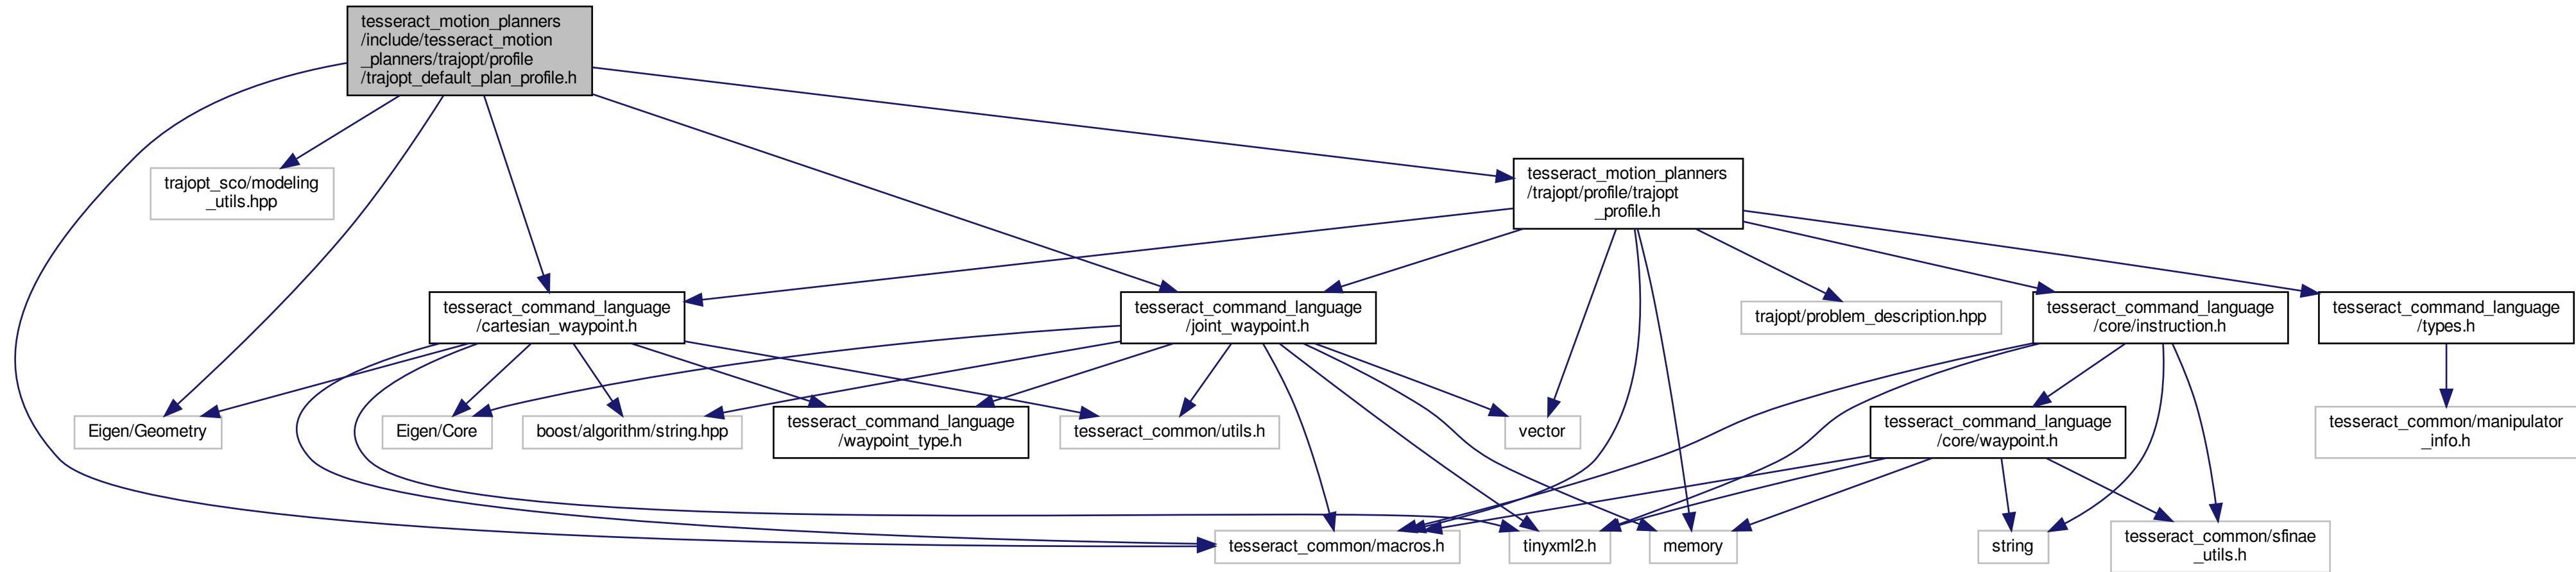 tesseract_motion_planners
/include/tesseract_motion
_planners/trajopt/profile
/trajopt_default_plan_profile.h
trajopt_sco/modeling
_utils.hpp
tesseract_motion_planners
/trajopt/profile/trajopt
_profile.h
tesseract_command_language
/cartesian_waypoint.h
tesseract_command_language
/joint_waypoint.h
trajopt/problem_description.hpp
tesseract_command_language
/core/instruction.h
tesseract_command_language
/types.h
Eigen/Geometry
Eigen/Core
boost/algorithm/string.hpp
tesseract_command_language
/waypoint_type.h
tesseract_common/utils.h
vector
tesseract_command_language
/core/waypoint.h
tesseract_common/manipulator
_info.h
tesseract_common/macros.h
tinyxml2.h
memory
string
tesseract_common/sfinae
_utils.h